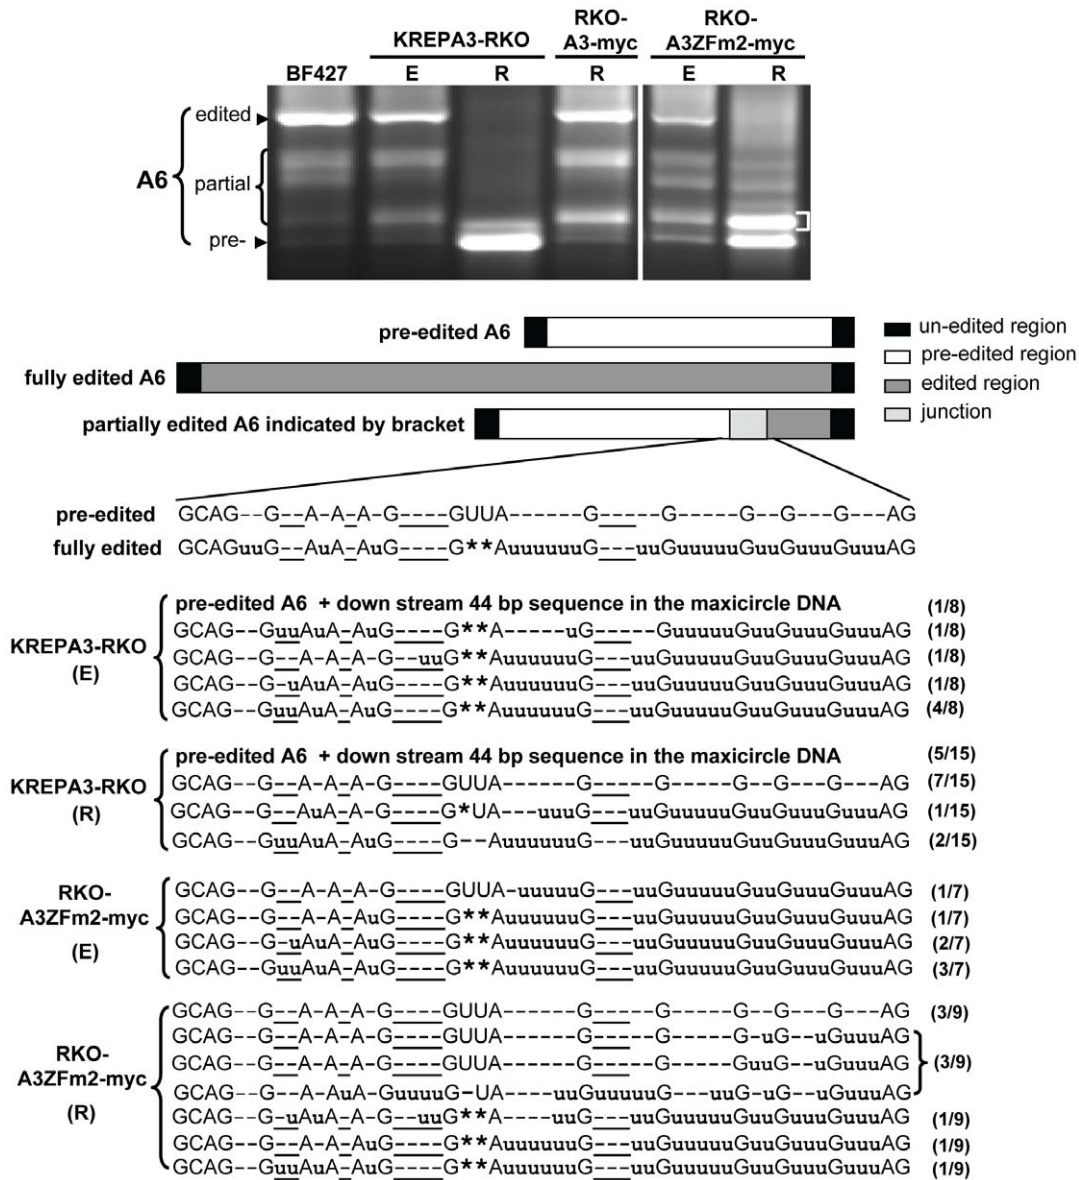 RKO- RKO-
KREPA3-RKO A3-myc A3ZFm2-myc
BF427 E R R E R
edited
A6 partial
pre-
pre-edited A6
fully edited A6
partially edited A6 indicated by bracket
un-edited region
pre-edited region
edited region
junction
pre-edited GCAG--G--A-A-A-G----GUUA------G---G-----G--G---G---AG
fully edited GCAGuuG--AuA-AuG----G**AuuuuuuG---uuGuuuuuGuuGuuuGuuuAG
KREPA3-RKO
(E)
pre-edited A6 + down stream 44 bp sequence in the maxicircle DNA (1/8)
GCAG--GuuAuA-AuG----G**A-----uG-----GuuuuuGuuGuuuGuuuAG (1/8)
GCAG--G--A-A-A-G--uuG**AuuuuuuG---uuGuuuuuGuuGuuuGuuuAG (1/8)
GCAG--G-uAuA-AuG----G**AuuuuuuG---uuGuuuuuGuuGuuuGuuuAG (1/8)
GCAG--GuuAuA-AuG----G**AuuuuuuG---uuGuuuuuGuuGuuuGuuuAG (4/8)
KREPA3-RKO
(R)
pre-edited A6 + down stream 44 bp sequence in the maxicircle DNA (5/15)
GCAG--G--A-A-A-G----GUUA------G-----G-----G--G---G---AG (7/15)
GCAG--G--AuA-A-G----G*UA---uuuG---uuGuuuuuGuuGuuuGuuuAG (1/15)
GCAG--GuuAuA-AuG----G--AuuuuuuG---uuGuuuuuGuuGuuuGuuuAG (2/15)
RKO-
A3ZFm2-myc
(E)
GCAG--G--A-A-A-G----GUUA-uuuuuG---uuGuuuuuGuuGuuuGuuuAG (1/7)
GCAG--G--A-A-AuG----G**AuuuuuuG---uuGuuuuuGuuGuuuGuuuAG (1/7)
GCAG--G-uAuA-AuG----G**AuuuuuuG---uuGuuuuuGuuGuuuGuuuAG (2/7)
GCAG--GuuAuA-AuG----G**AuuuuuuG---uuGuuuuuGuuGuuuGuuuAG (3/7)
RKO-
A3ZFm2-myc
(R)
GCAG--G--A-A-A-G----GUUA------G-----G-----G--G---G---AG (3/9)
GCAG--G--A-A-A-G----GUUA------G-----G-----G-uG--uGuuuAG
GCAG--G--A-A-A-G----GUUA------G-----G-----GuuG--uGuuuAG (3/9)
GCAG--G--A-AuA-GuuuuG-UA----uuGuuuuuG---uuG-uG--uGuuuAG
GCAG--G-uAuA-A-G--uuG**A----uuG---uuGuuuuuGuuGuuuGuuuAG (1/9)
GCAG--G--A-A-AuG----G**AuuuuuuG---uuGuuuuuGuuGuuuGuuuAG (1/9)
GCAG--GuuAuA-AuG----G**AuuuuuuG---uuGuuuuuGuuGuuuGuuuAG (1/9)